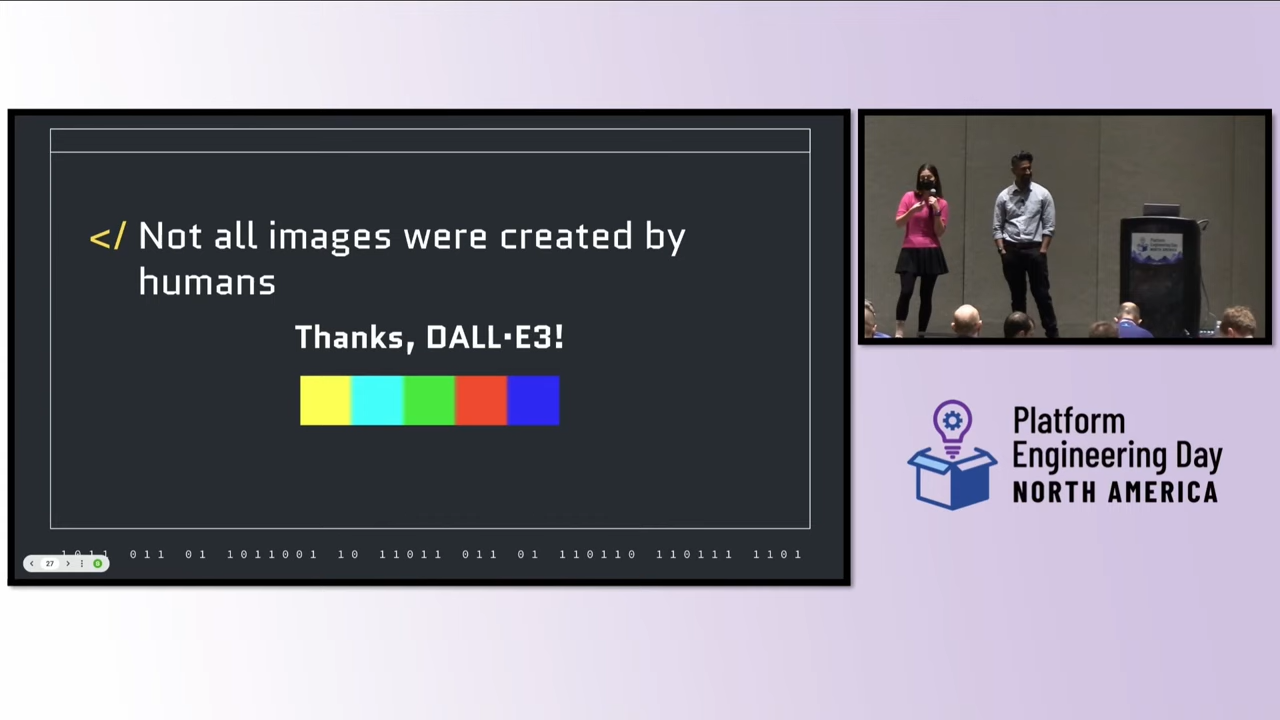 </ Not all images were created by
humans
Thanks, DALL·E3!
1011 011 01 1011001 10 11011 011 01 110110 110111 1101
27
Platform
Engineering Day
NORTH AMERICA